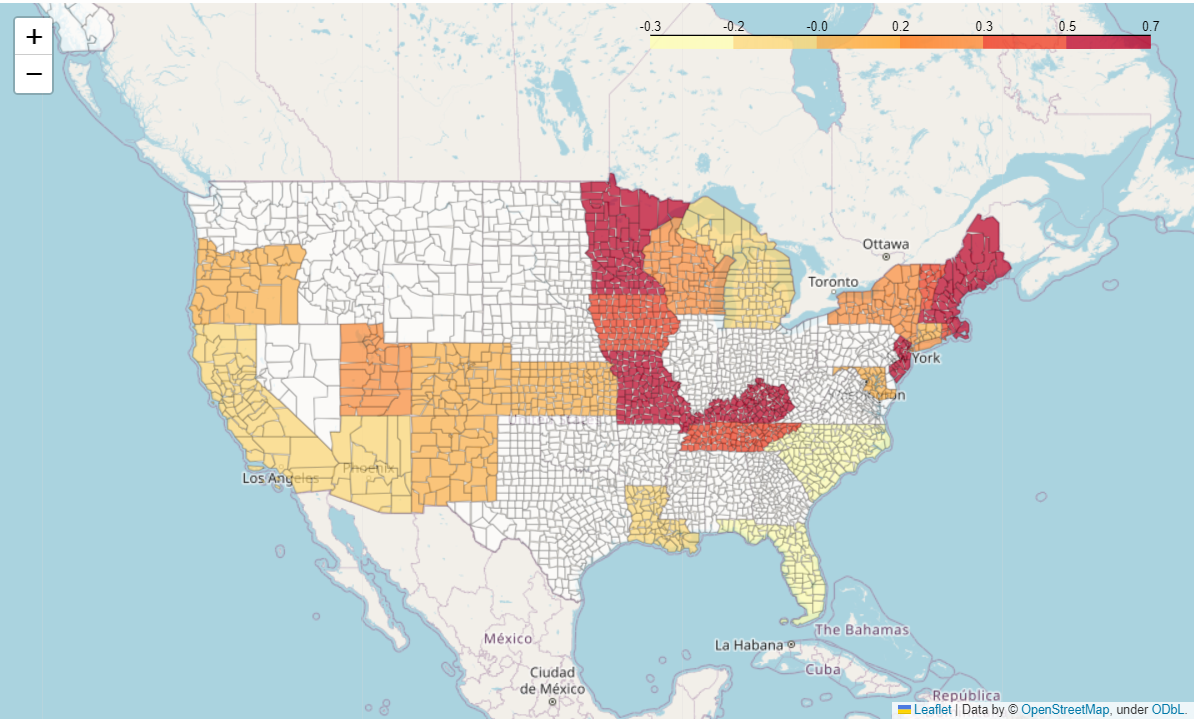 +
−
-0.3 -0.2 -0.0 0.2 0.3 0.5 0.7
Ottawa
Toronto
York
Phoenix
Los Angeles
México
La Habana
The Bahamas
Cuba
Ciudad
de México
República
Leaflet | Data by © OpenStreetMap, under ODbL.